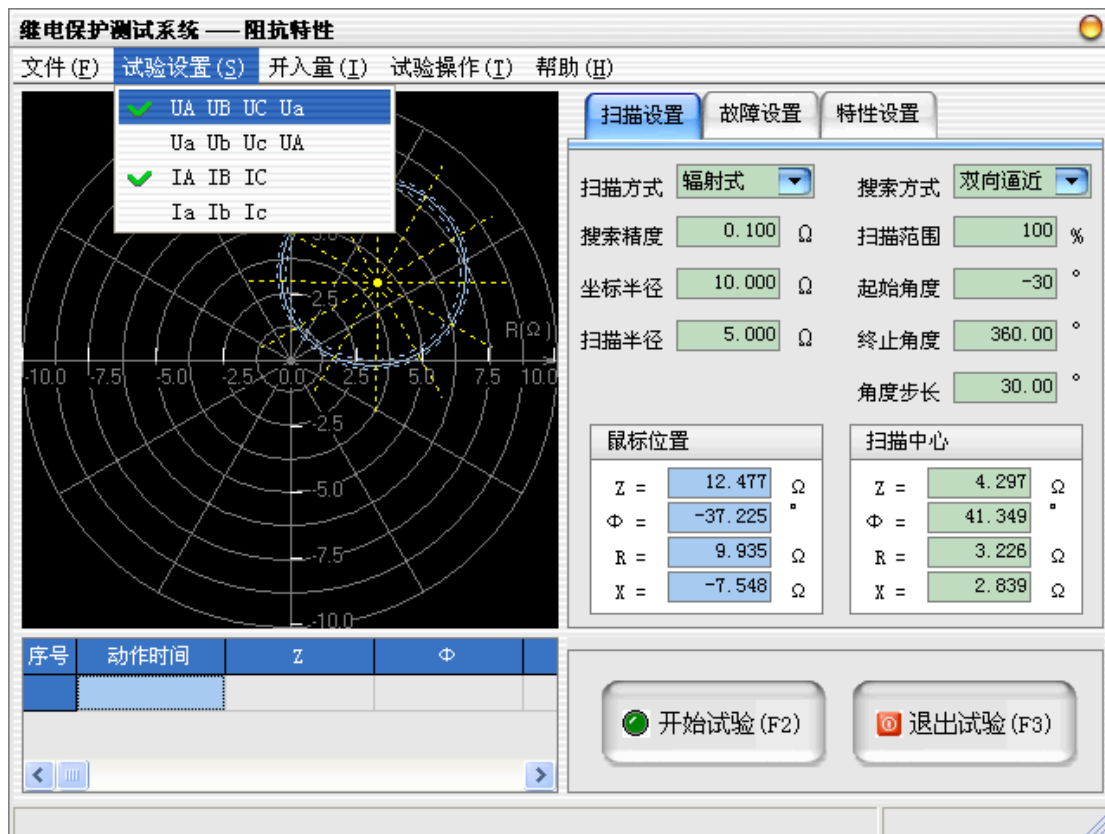 继电保护测试系统 —— 阻抗特性
文件(F) 试验设置(S) 开入量(I) 试验操作(T) 帮助(H)
UA UB UC Ua
Ua Ub Uc UA
IA IB IC
Ia Ib Ic
5.0
2.5
R(Ω)
-10.0 -7.5 -5.0 -2.5 0.0 2.5 5.0 7.5 10.0
-2.5
-5.0
-7.5
-10.0
扫描设置 故障设置 特性设置
扫描方式 辐射式 搜索方式 双向逼近
搜索精度 0.100 Ω 扫描范围 100 %
坐标半径 10.000 Ω 起始角度 -30 °
扫描半径 5.000 Ω 终止角度 360.00 °
角度步长 30.00 °
鼠标位置
Z = 12.477 Ω
Φ = -37.225 °
R = 9.935 Ω
X = -7.548 Ω
扫描中心
Z = 4.297 Ω
Φ = 41.349 °
R = 3.226 Ω
X = 2.839 Ω
序号 动作时间 Z Φ
开始试验(F2) 退出试验(F3)